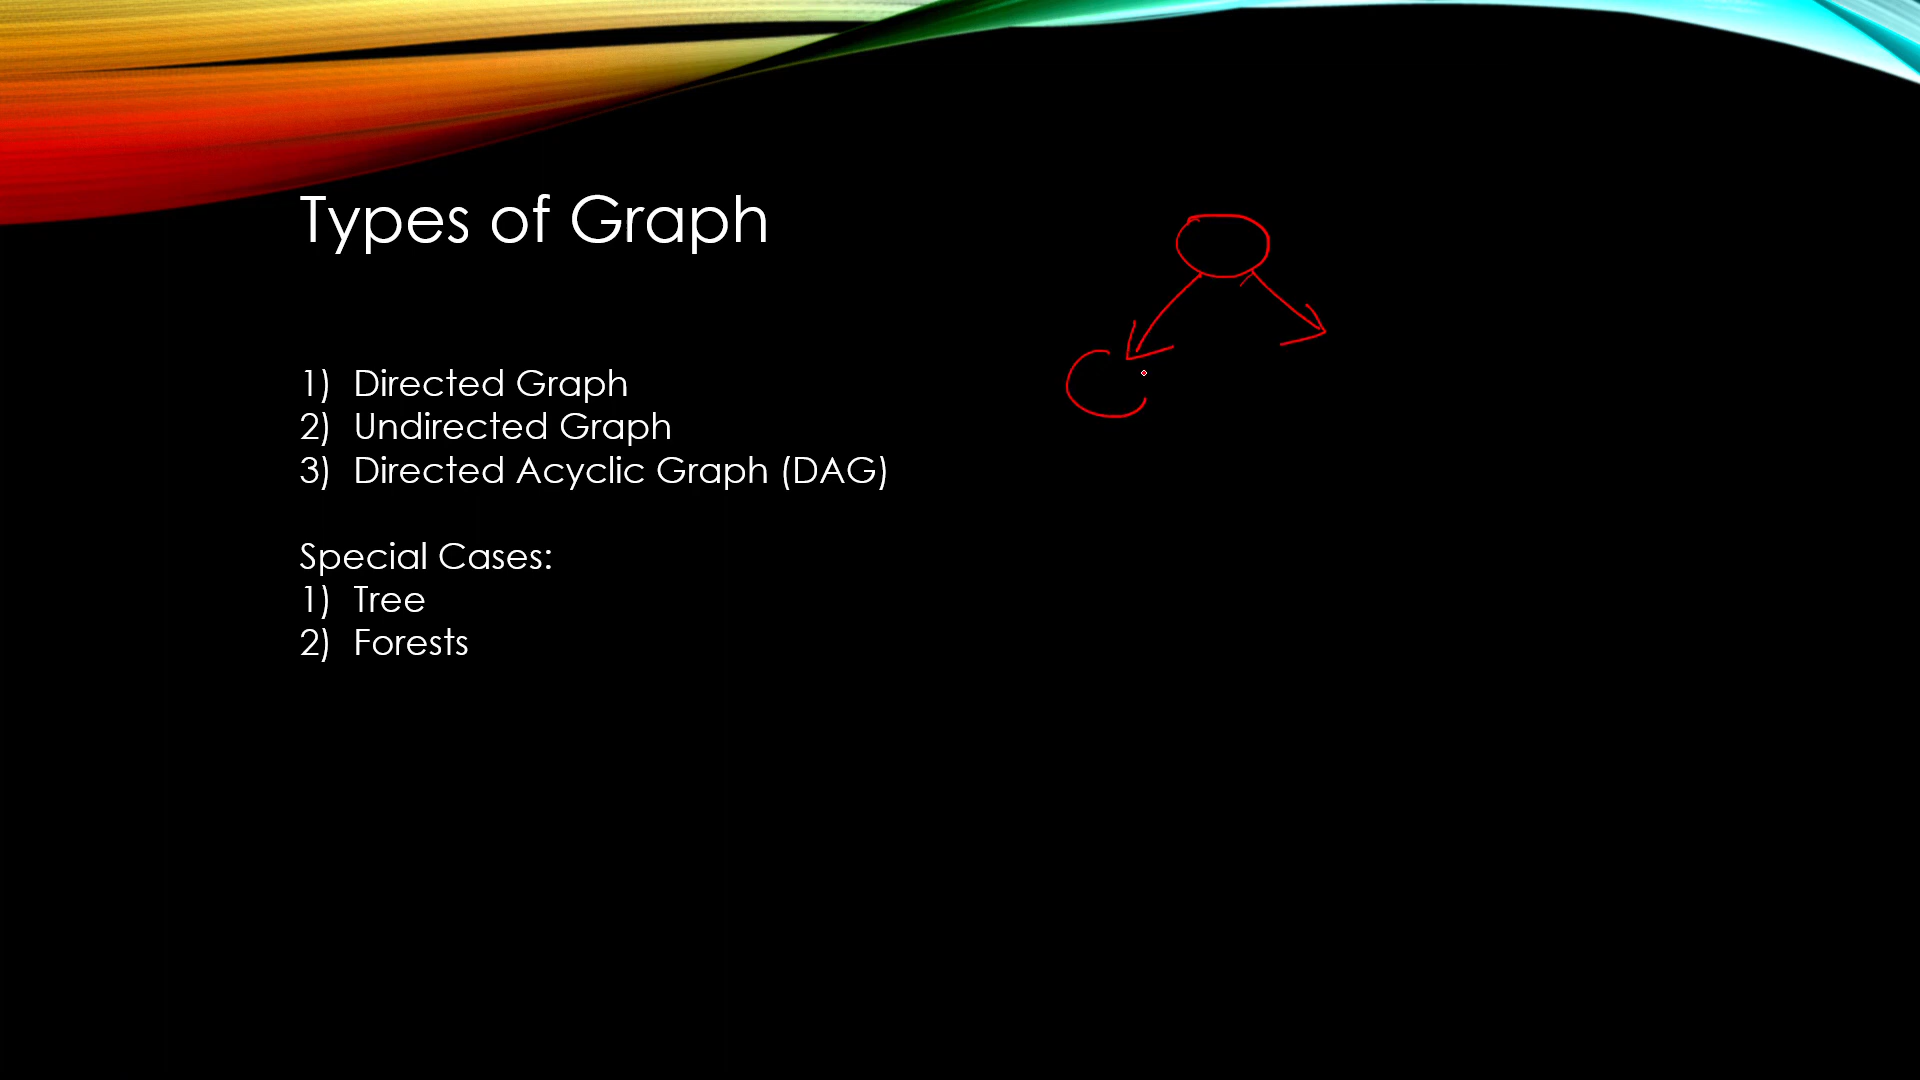 Types of Graph
1) Directed Graph
2) Undirected Graph
3) Directed Acyclic Graph (DAG)
Special Cases:
1) Tree
2) Forests